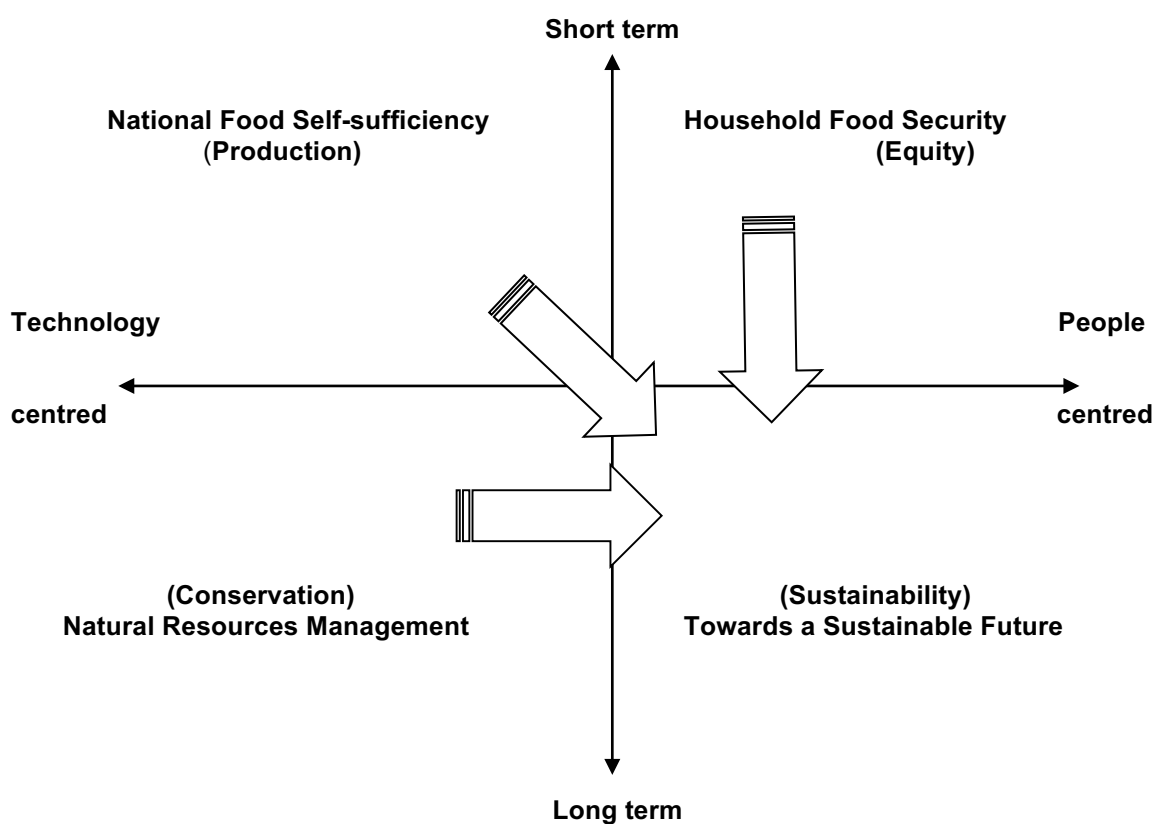 Short term
National Food Self-sufficiency
(Production)
Household Food Security
(Equity)
Technology
centred
People
centred
(Conservation)
Natural Resources Management
(Sustainability)
Towards a Sustainable Future
Long term